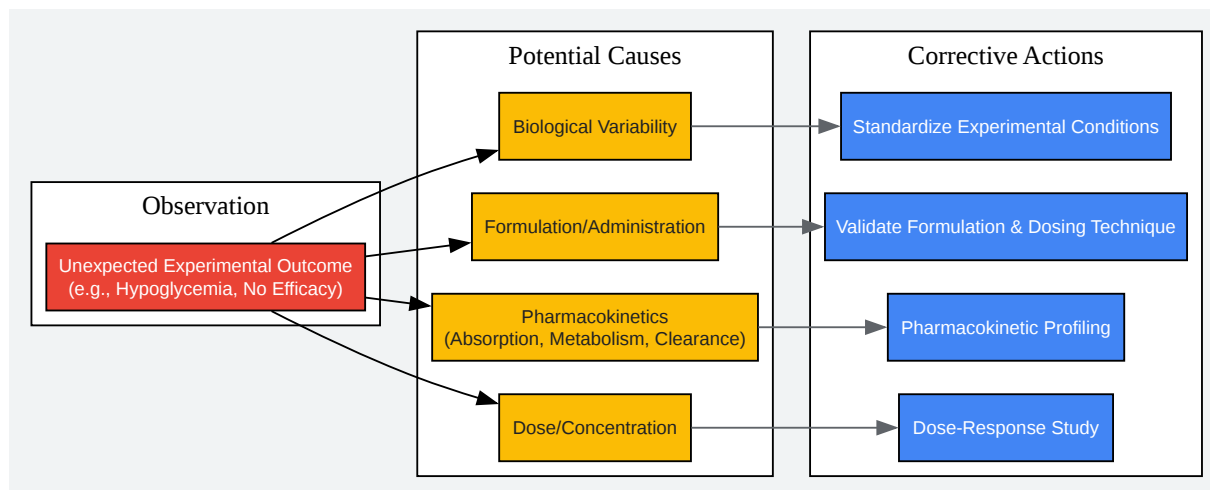 Observation
Unexpected Experimental Outcome
(e.g., Hypoglycemia, No Efficacy)
Potential Causes
Biological Variability
Formulation/Administration
Pharmacokinetics
(Absorption, Metabolism, Clearance)
Dose/Concentration
Corrective Actions
Standardize Experimental Conditions
Validate Formulation & Dosing Technique
Pharmacokinetic Profiling
Dose-Response Study